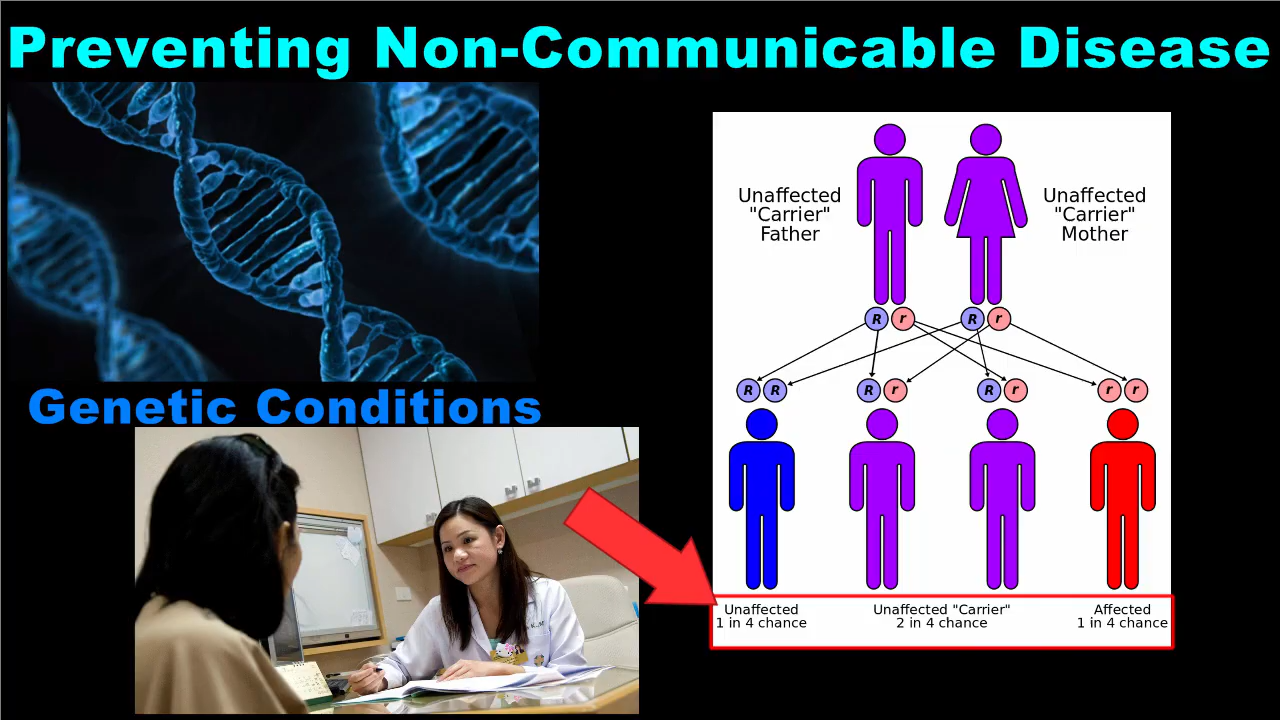 Preventing Non-Communicable Disease
Genetic Conditions
Unaffected
"Carrier"
Father
Unaffected
"Carrier"
Mother
R r R r
R R R r R r r r
Unaffected
1 in 4 chance
Unaffected "Carrier"
2 in 4 chance
Affected
1 in 4 chance